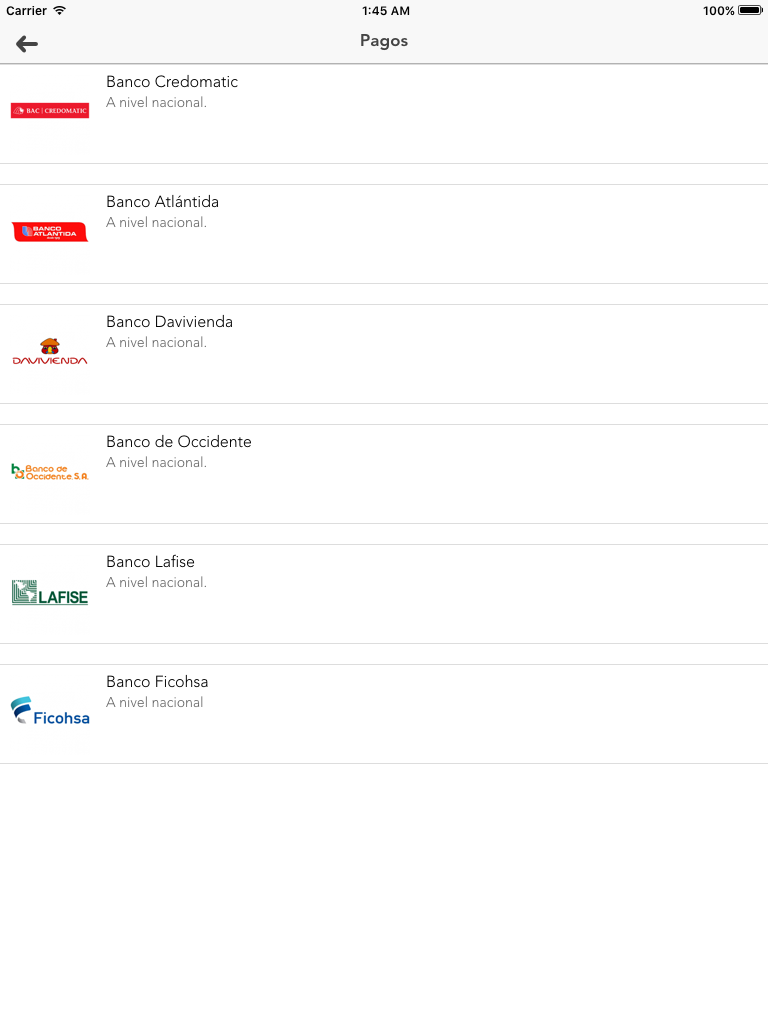 Carrier 1:45 AM 100%
Pagos
Banco Credomatic
A nivel nacional.
BAC | CREDOMATIC
Banco Atlántida
A nivel nacional.
BANCO
ATLANTIDA
Banco Davivienda
A nivel nacional.
DAVIVIENDA
Banco de Occidente
A nivel nacional.
Banco de
Occidente S.A.
Banco Lafise
A nivel nacional.
LAFISE
Banco Ficohsa
A nivel nacional
Ficohsa